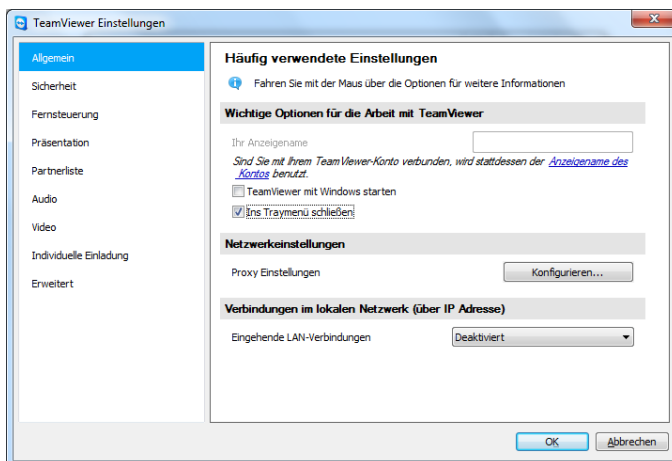 TeamViewer Einstellungen
Allgemein
Sicherheit
Fernsteuerung
Präsentation
Partnerliste
Audio
Video
Individuelle Einladung
Erweitert
Häufig verwendete Einstellungen
Fahren Sie mit der Maus über die Optionen für weitere Informationen
Wichtige Optionen für die Arbeit mit TeamViewer
Ihr Anzeigename
Sind Sie mit Ihrem TeamViewer-Konto verbunden, wird stattdessen der Anzeigename des
Kontos benutzt.
TeamViewer mit Windows starten
Ins Traymenü schließen
Netzwerkeinstellungen
Proxy Einstellungen
Konfigurieren...
Verbindungen im lokalen Netzwerk (über IP Adresse)
Eingehende LAN-Verbindungen
Deaktiviert
OK
Abbrechen